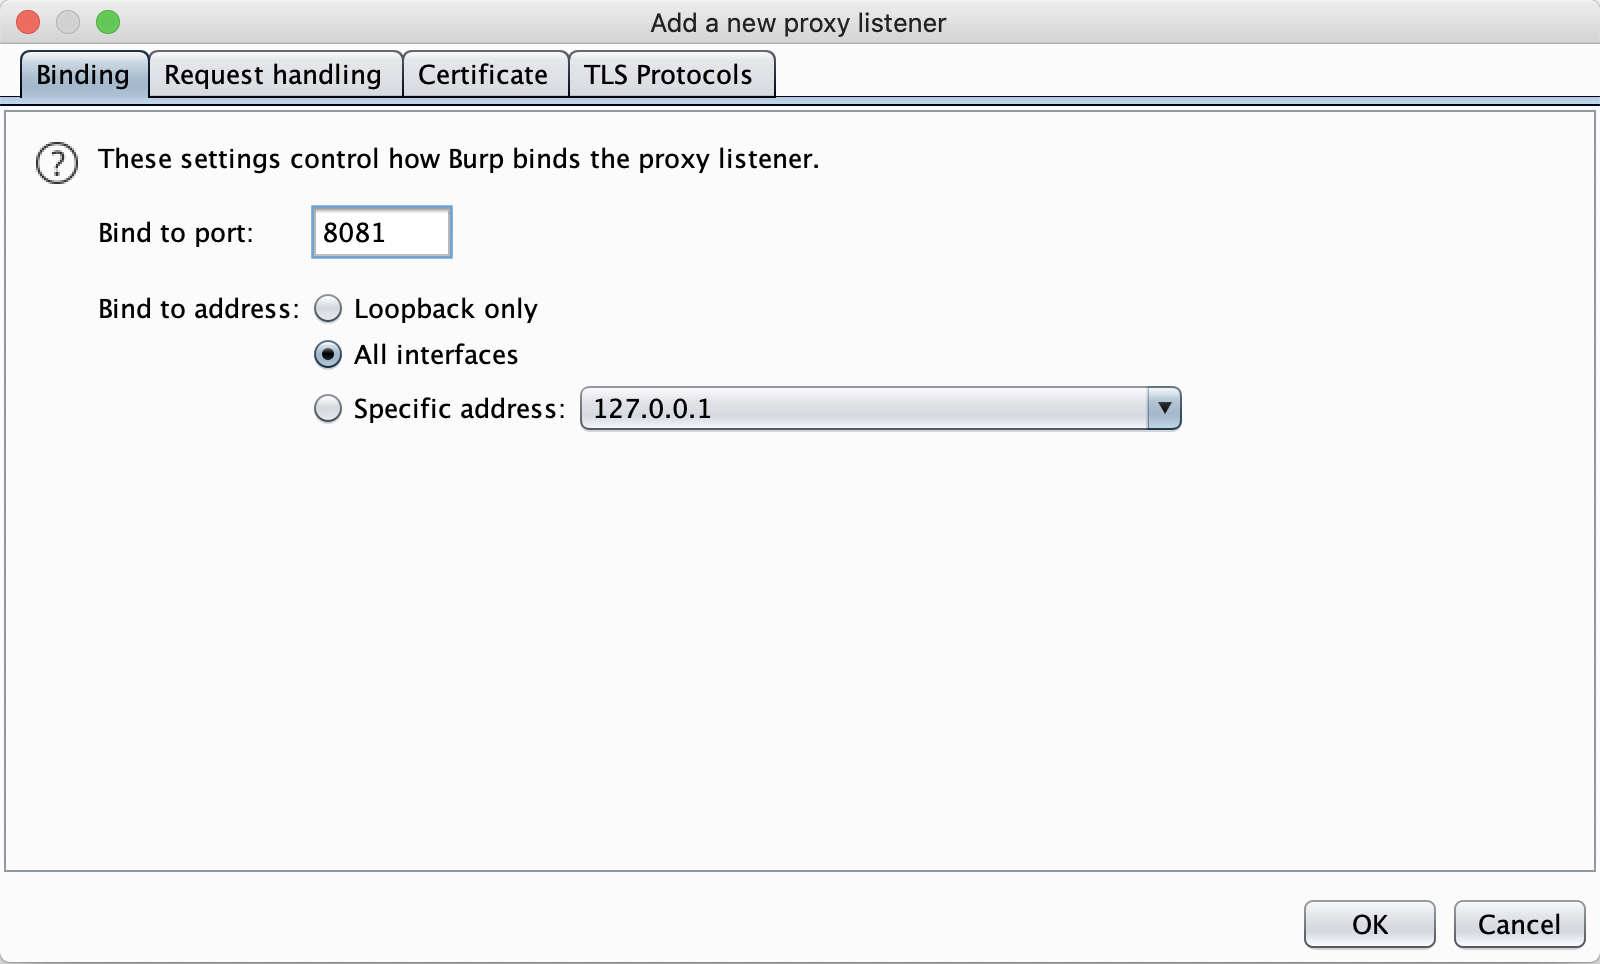 Add a new proxy listener
Binding Request handling Certificate TLS Protocols
? These settings control how Burp binds the proxy listener.
Bind to port: 8081
Bind to address: Loopback only
All interfaces
Specific address: 127.0.0.1
OK Cancel